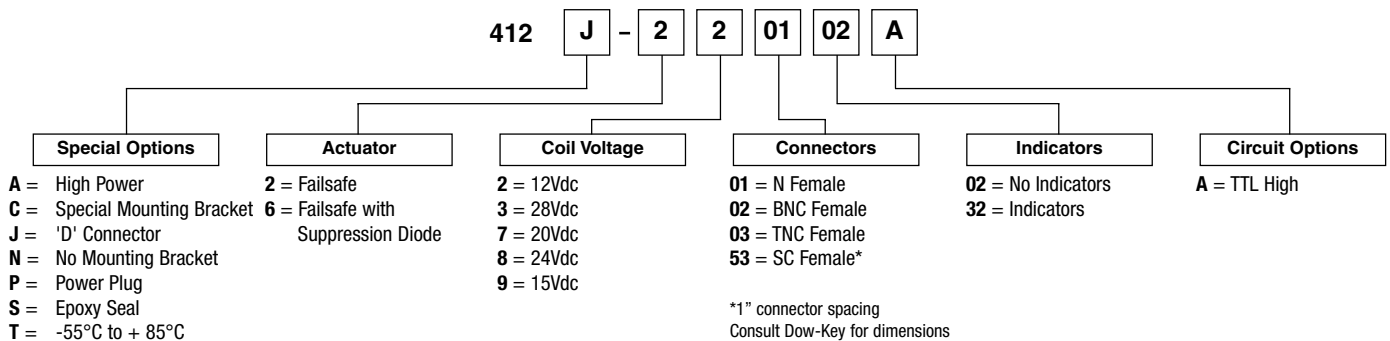 412 J – 2 2 01 02 A
Special Options
A = High Power
C = Special Mounting Bracket
J = 'D' Connector
N = No Mounting Bracket
P = Power Plug
S = Epoxy Seal
T = -55°C to + 85°C
Actuator
2 = Failsafe
6 = Failsafe with
Suppression Diode
Coil Voltage
2 = 12Vdc
3 = 28Vdc
7 = 20Vdc
8 = 24Vdc
9 = 15Vdc
Connectors
01 = N Female
02 = BNC Female
03 = TNC Female
53 = SC Female*
*1” connector spacing
Consult Dow-Key for dimensions
Indicators
02 = No Indicators
32 = Indicators
Circuit Options
A = TTL High